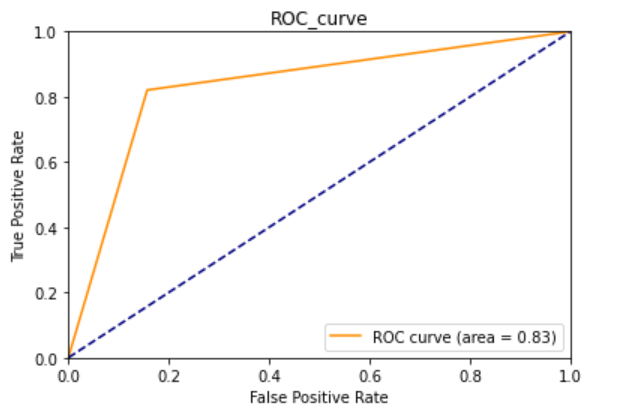 ROC_curve
1.0
0.8
0.6
0.4
0.2
0.0
True Positive Rate
ROC curve (area = 0.83)
0.0 0.2 0.4 0.6 0.8 1.0
False Positive Rate